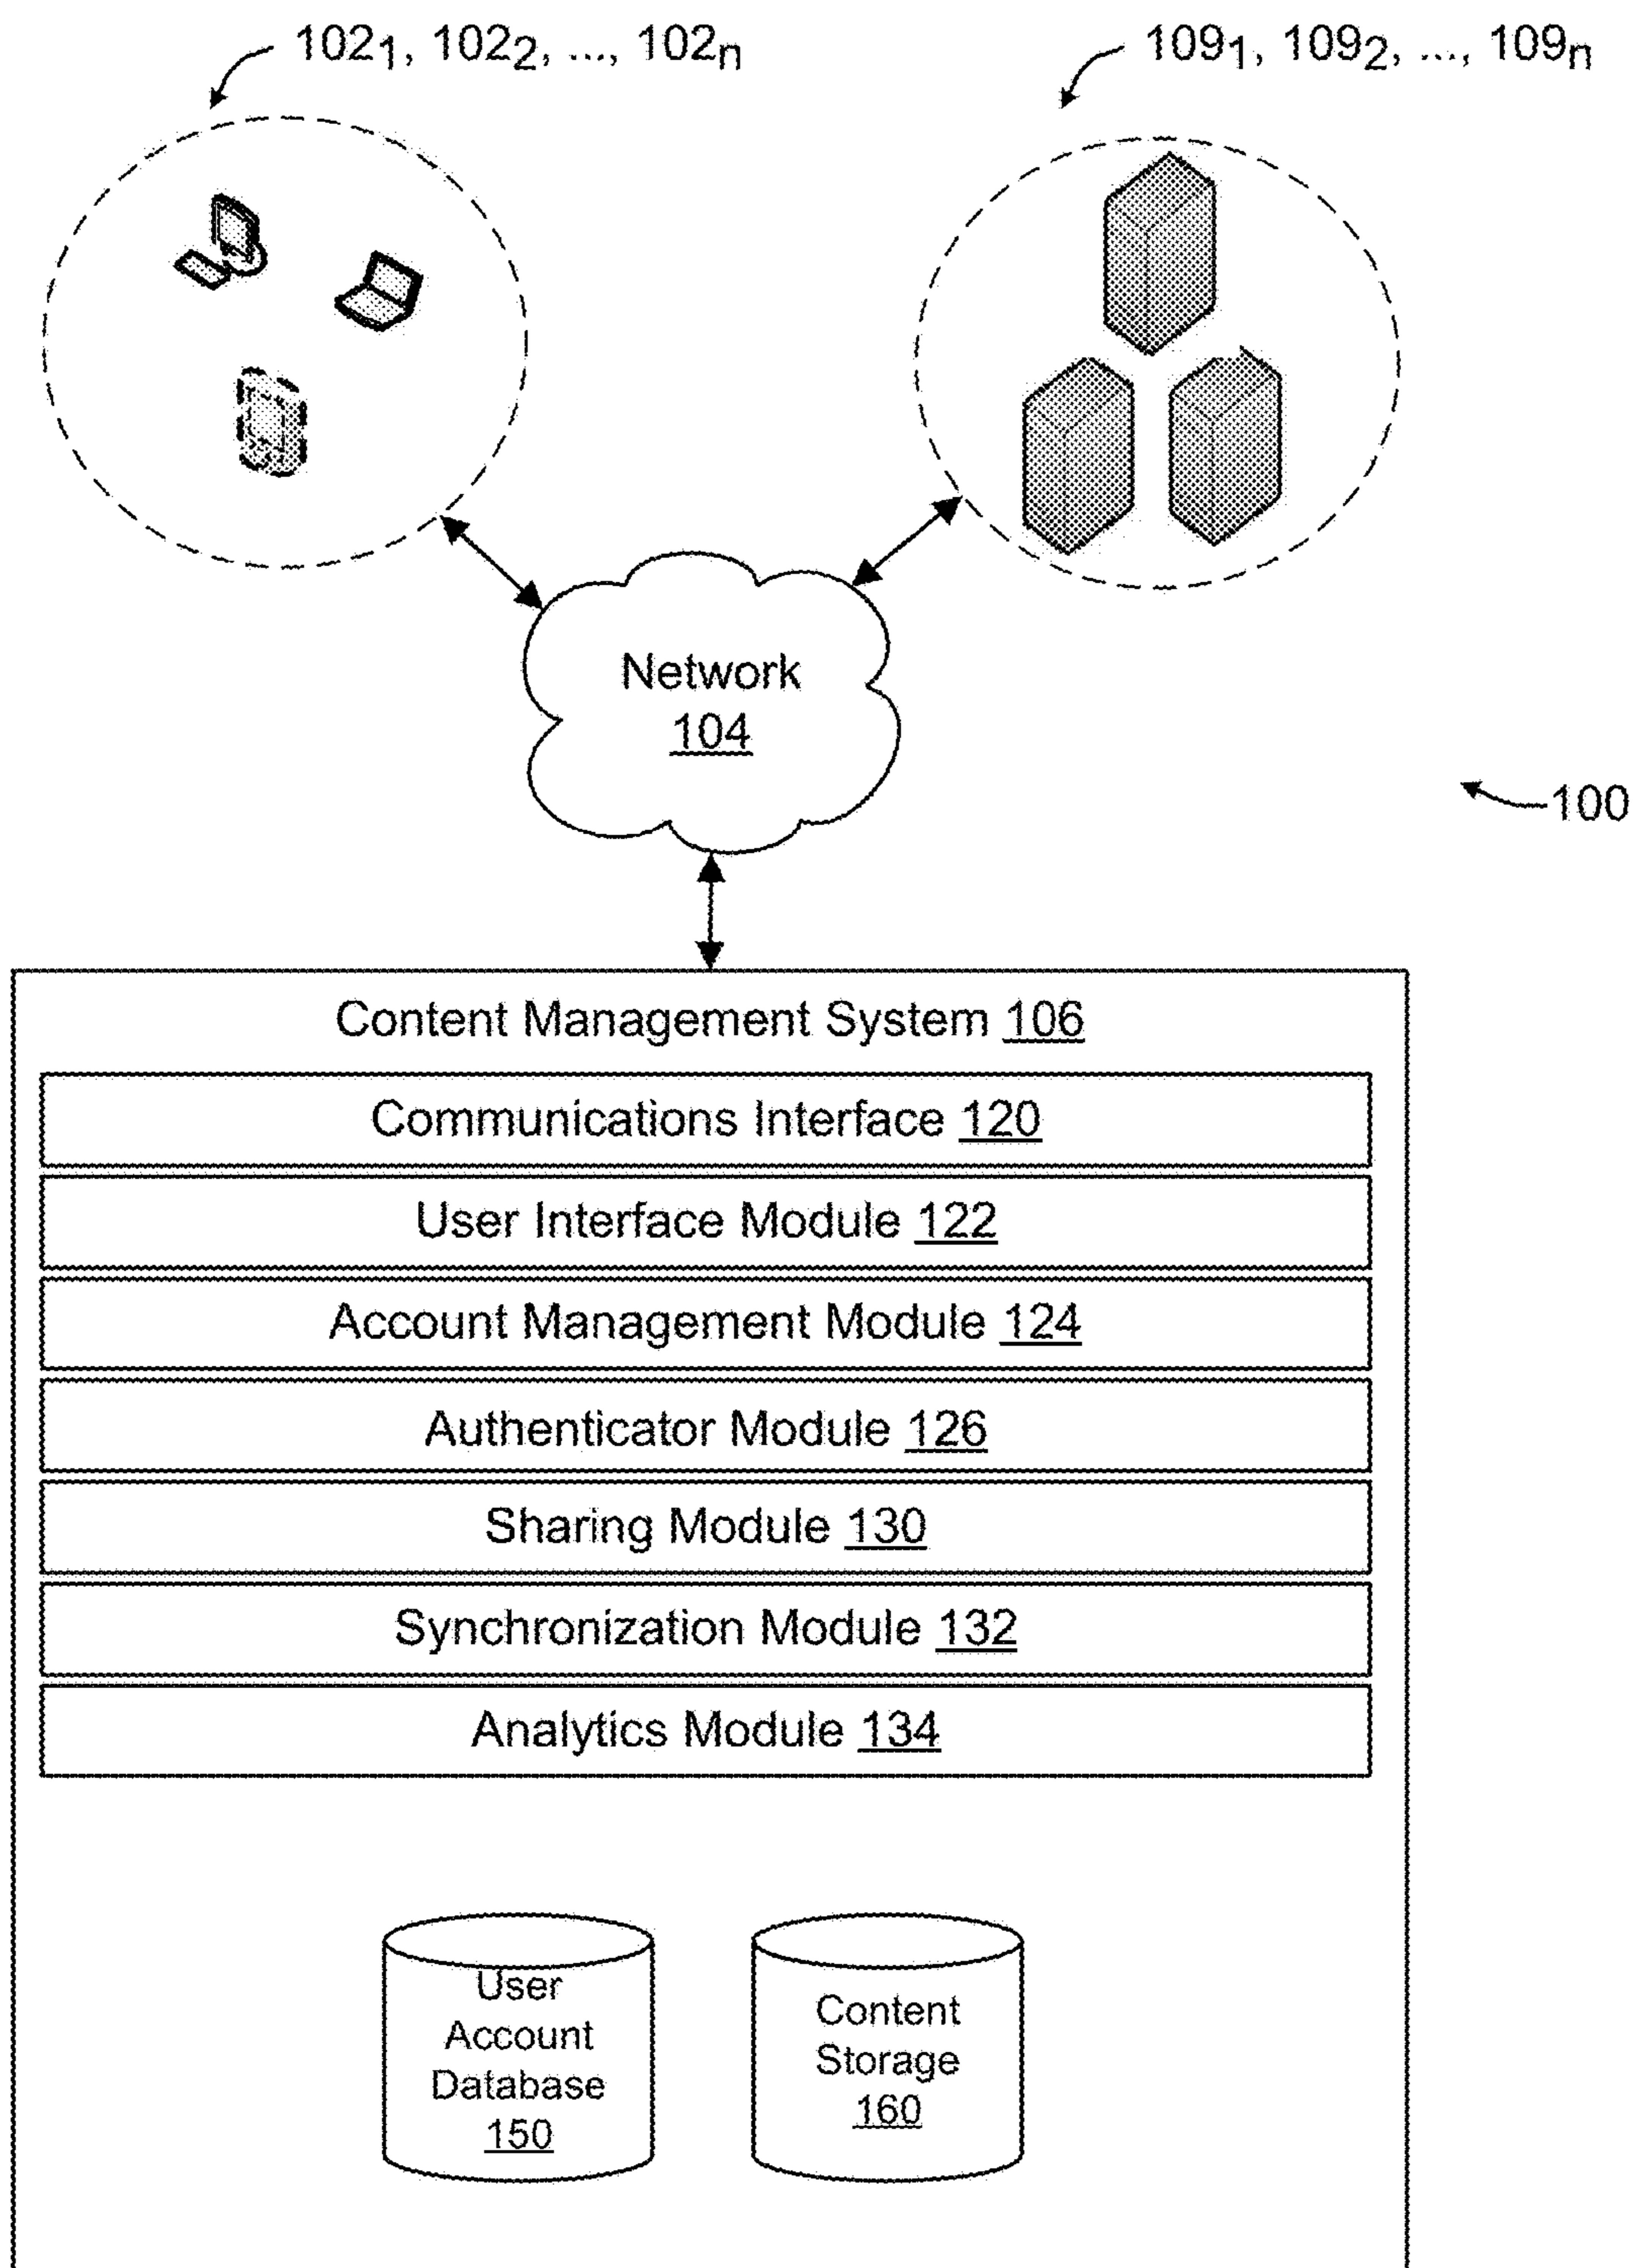 102₁, 102₂, ..., 102ₙ
109₁, 109₂, ..., 109ₙ
Network
104
100
Content Management System 106
Communications Interface 120
User Interface Module 122
Account Management Module 124
Authenticator Module 126
Sharing Module 130
Synchronization Module 132
Analytics Module 134
User
Account
Database
150
Content
Storage
160